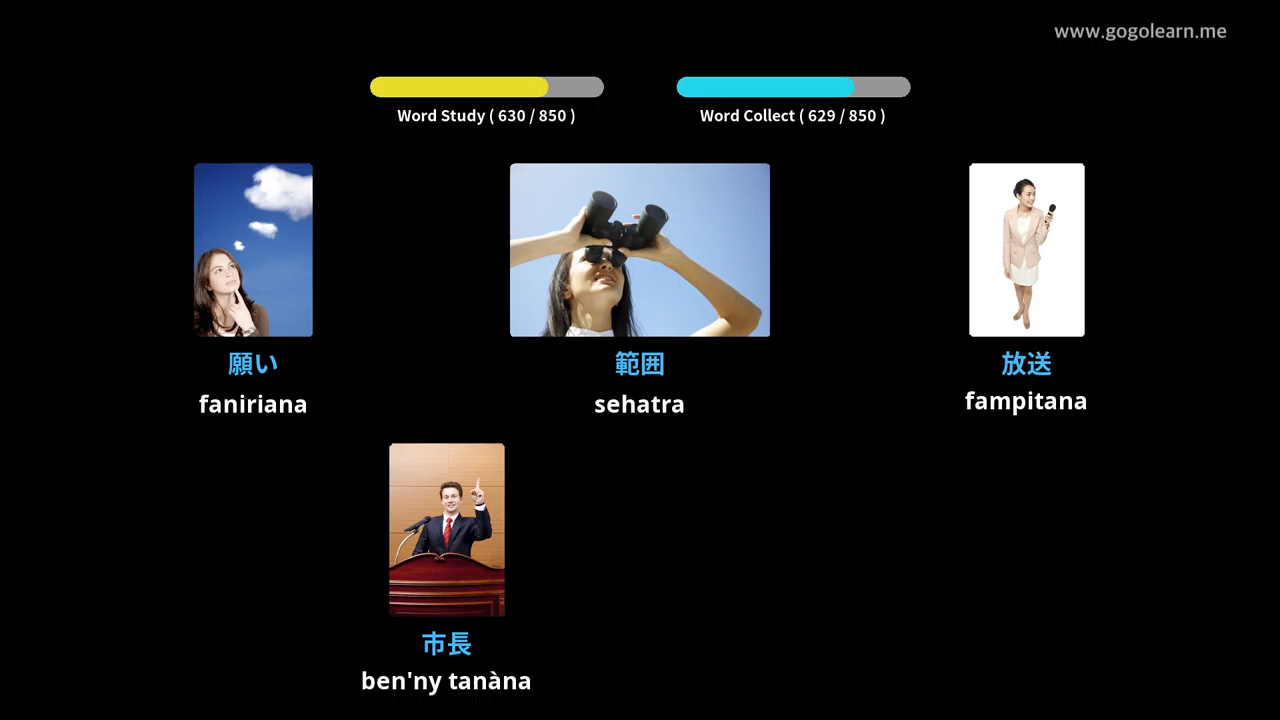 www.gogolearn.me
Word Study ( 630 / 850 )
Word Collect ( 629 / 850 )
願い
faniriana
範囲
sehatra
放送
fampitana
市長
ben'ny tanàna